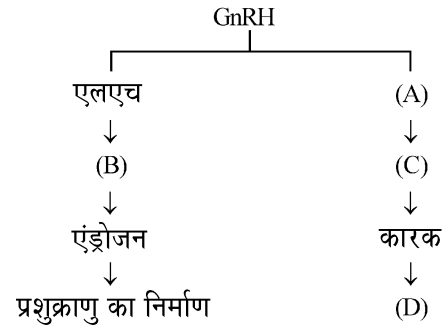 GnRH
एलएच (A)
(B) (C)
एंड्रोजन कारक
प्रशुक्राणु का निर्माण (D)